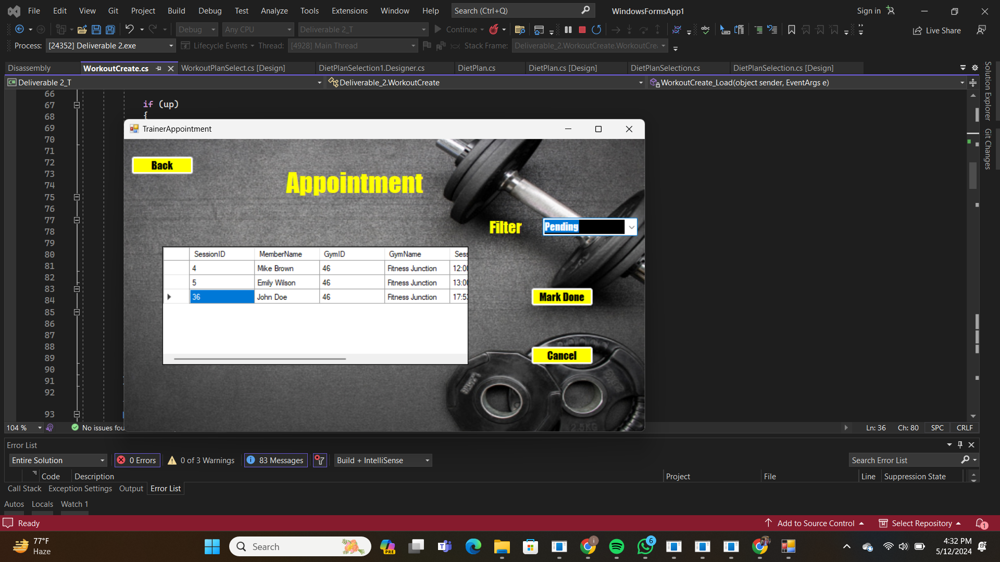 File Edit View Git Project Build Debug Test Analyze Tools Extensions Window Help Search (Ctrl+Q) WindowsFormsApp1 Sign in
Debug Any CPU Deliverable 2_T Continue Live Share
Process: [24352] Deliverable 2.exe Lifecycle Events Thread: [4928] Main Thread Stack Frame: Deliverable_2.WorkoutCreate.WorkoutCre
Disassembly WorkoutCreate.cs WorkoutPlanSelect.cs [Design] DietPlanSelection1.Designer.cs DietPlan.cs DietPlan.cs [Design] DietPlanSelection.cs DietPlanSelection.cs [Design]
Deliverable 2_T Deliverable_2.WorkoutCreate WorkoutCreate_Load(object sender, EventArgs e)
Solution Explorer
Git Changes
66
67 if (up)
68 {
69
70
71
72
73
74
75
76
77
78
79
80
81
82
83
84
85
86
87
88
89
90
91
92
93
TrainerAppointment
Back
Appointment
Filter Pending
SessionID MemberName GymID GymName Sess
4 Mike Brown 46 Fitness Junction 12:00
5 Emily Wilson 46 Fitness Junction 13:00
36 John Doe 46 Fitness Junction 17:53
Mark Done
Cancel
2.5KG
104 % No issues fou Ln: 36 Ch: 80 SPC CRLF
Error List
Entire Solution 0 Errors 0 of 3 Warnings 83 Messages Build + IntelliSense Search Error List
Code Description Project File Line Suppression State
Call Stack Exception Settings Output Error List
Autos Locals Watch 1
Ready Add to Source Control Select Repository 1
77°F
Haze
Search
PRE
6
4:32 PM
5/12/2024